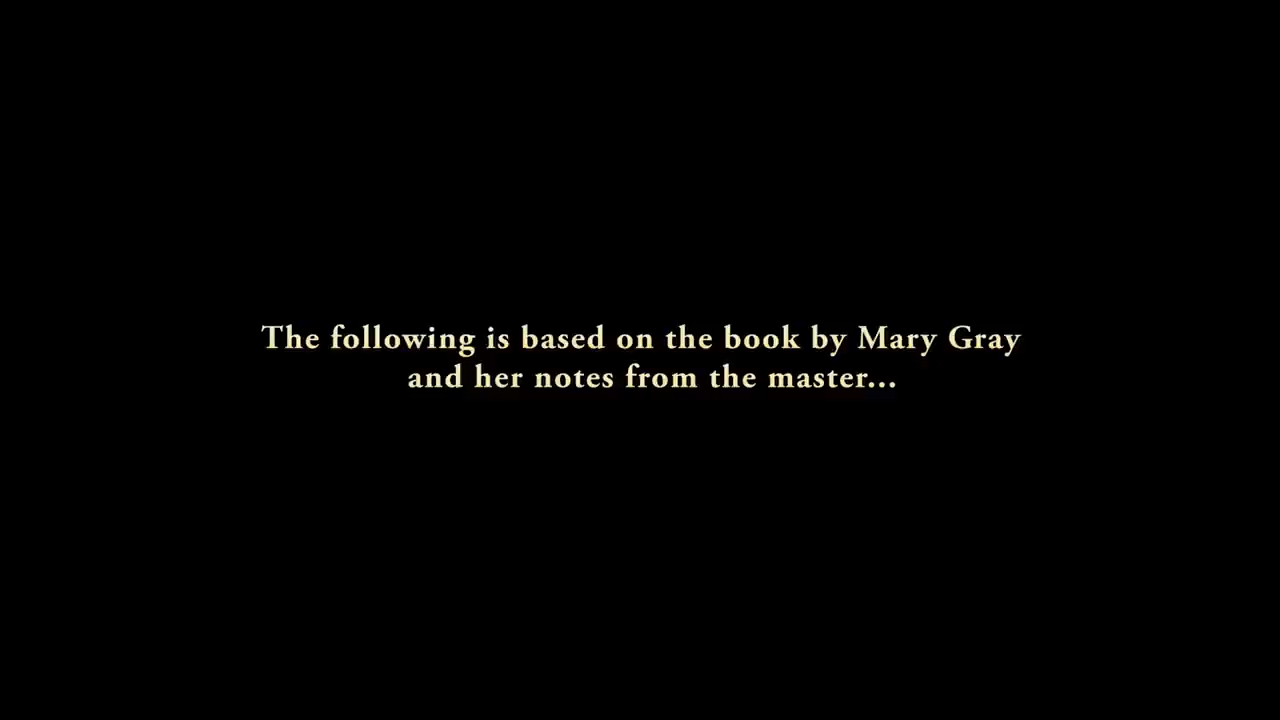 The following is based on the book by Mary Gray
and her notes from the master...